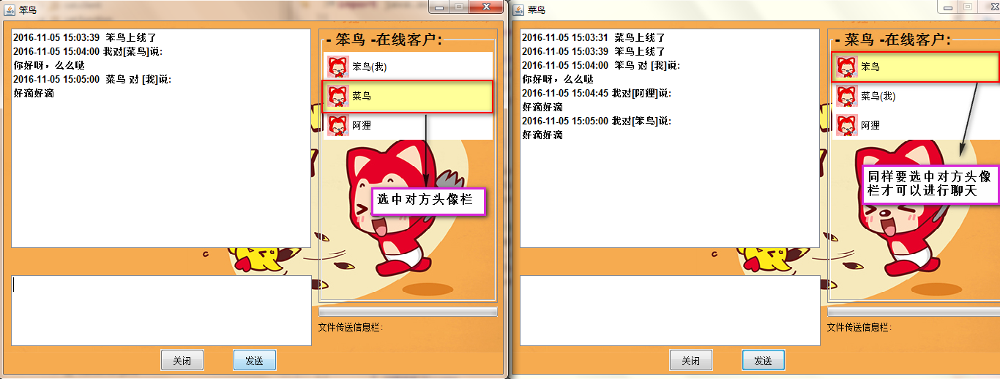 笨鸟
2016-11-05 15:03:39 笨鸟上线了
2016-11-05 15:04:00 我对[菜鸟]说:
你好呀，么么哒
2016-11-05 15:05:00 菜鸟 对 [我]说:
好滴好滴
- 笨鸟 -在线客户:
笨鸟(我)
菜鸟
阿狸
选中对方头像栏
文件传送信息栏:
关闭
发送
菜鸟
2016-11-05 15:03:31 菜鸟上线了
2016-11-05 15:03:39 笨鸟上线了
2016-11-05 15:04:00 笨鸟 对 [我]说:
你好呀，么么哒
2016-11-05 15:04:45 我对[阿狸]说:
好滴好滴
2016-11-05 15:05:00 我对[笨鸟]说:
好滴好滴
- 菜鸟 -在线客户:
笨鸟
菜鸟(我)
阿狸
同样要选中对方头像
栏才可以进行聊天
文件传送信息栏:
关闭
发送